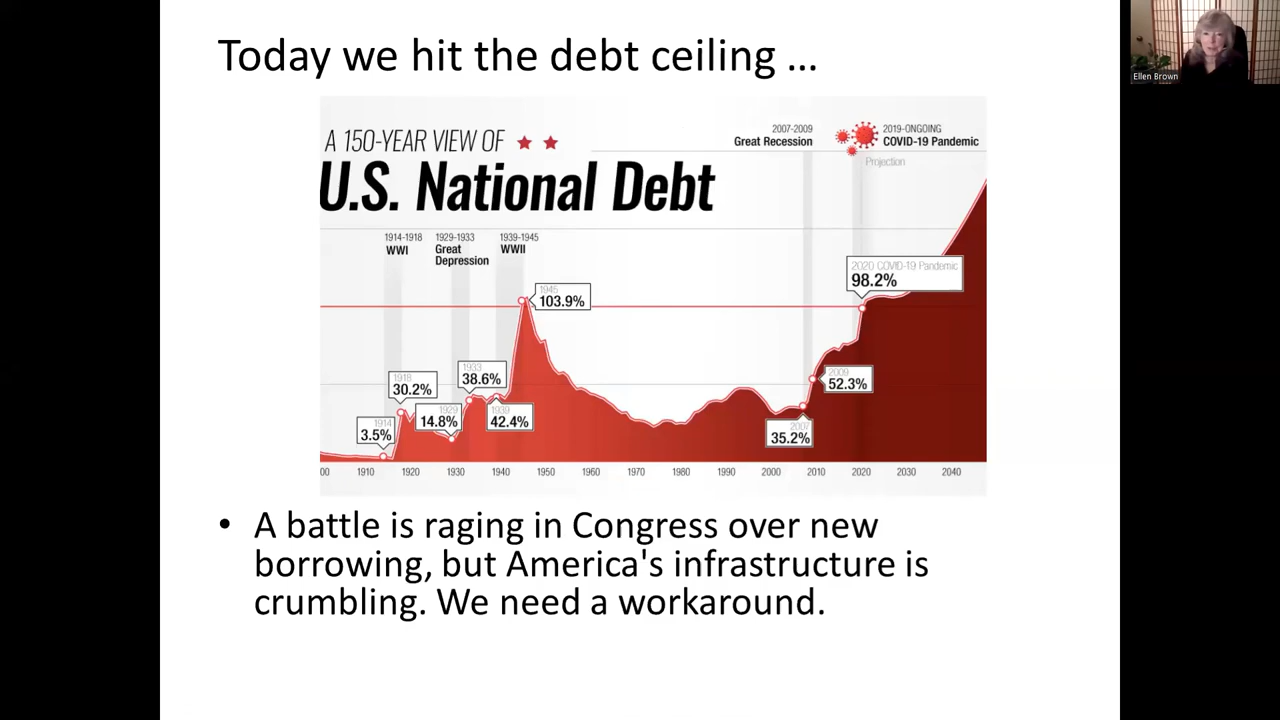 Today we hit the debt ceiling ...
Ellen Brown
A 150-YEAR VIEW OF
U.S. National Debt
2007-2009
Great Recession
2019-ONGOING
COVID-19 Pandemic
Projection
1914-1918
WWI
1929-1933
Great
Depression
1939-1945
WWII
1914
3.5%
1918
30.2%
1929
14.8%
1933
38.6%
1939
42.4%
1945
103.9%
2007
35.2%
2009
52.3%
2020 COVID-19 Pandemic
98.2%
00 1910 1920 1930 1940 1950 1960 1970 1980 1990 2000 2010 2020 2030 2040
• A battle is raging in Congress over new
borrowing, but America's infrastructure is
crumbling. We need a workaround.